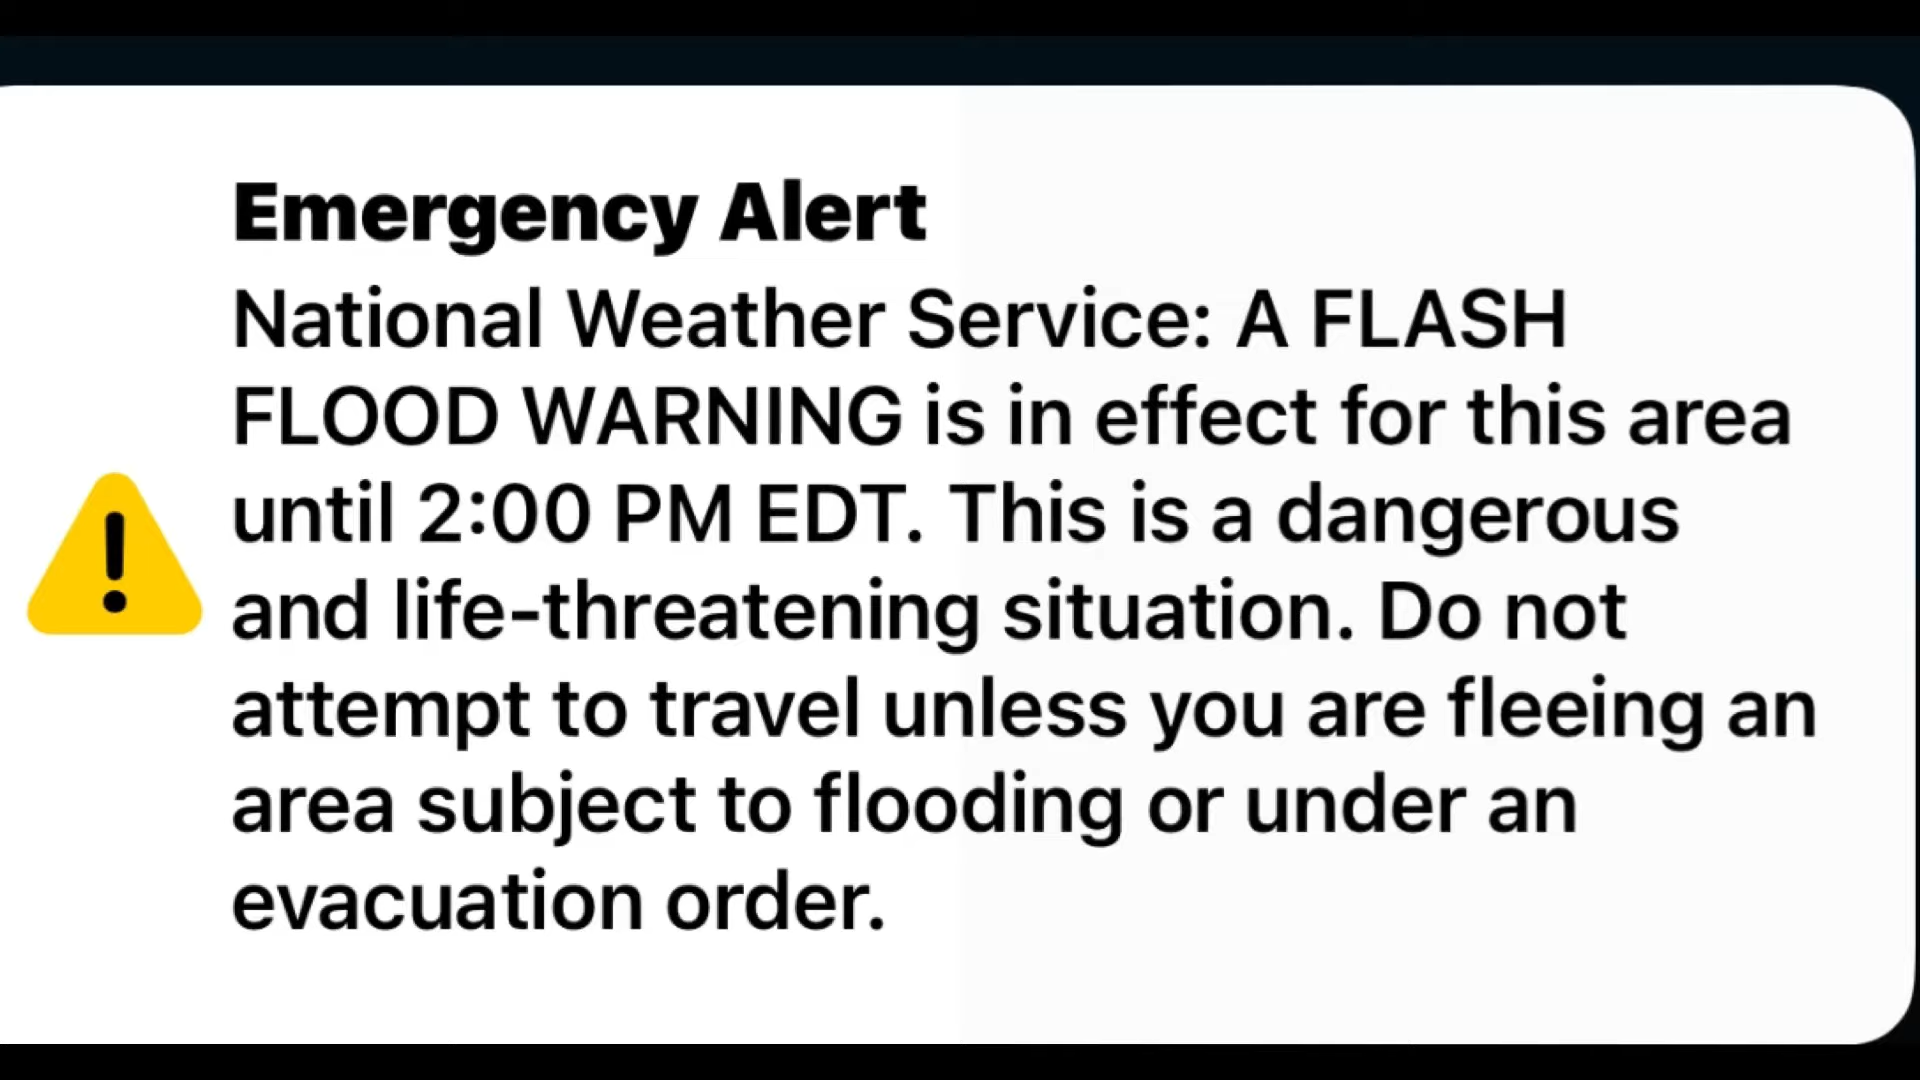 Emergency Alert
National Weather Service: A FLASH
FLOOD WARNING is in effect for this area
until 2:00 PM EDT. This is a dangerous
and life-threatening situation. Do not
attempt to travel unless you are fleeing an
area subject to flooding or under an
evacuation order.